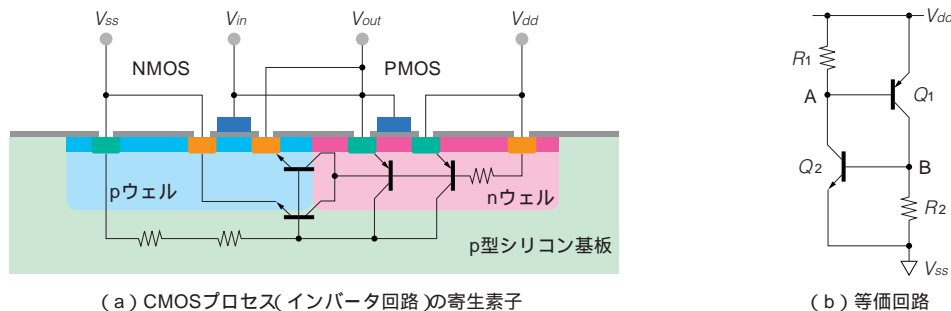 Vss
Vin
Vout
Vdd
NMOS
PMOS
pウェル
nウェル
p型シリコン基板
(a)CMOSプロセス(インバータ回路)の寄生素子
Vdd
R1
A
Q1
Q2
B
R2
Vss
(b)等価回路